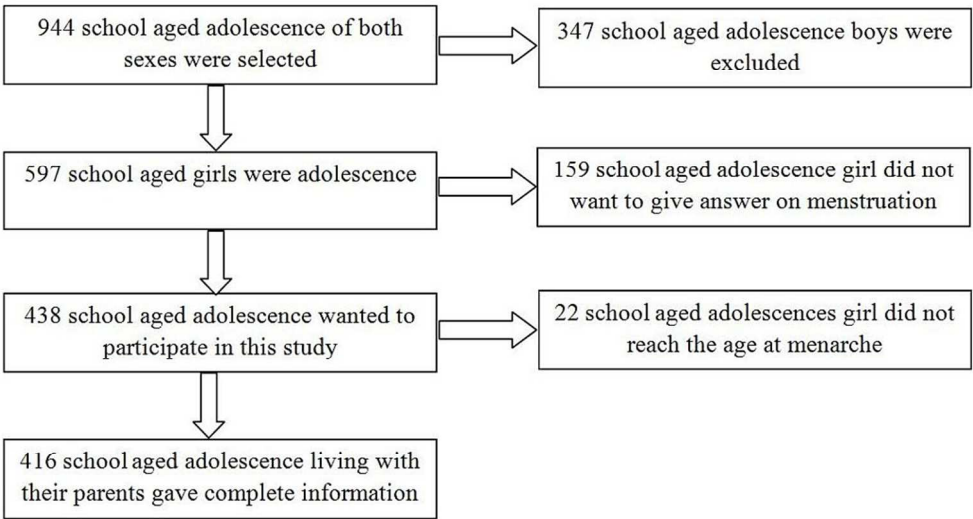 944 school aged adolescence of both
sexes were selected
347 school aged adolescence boys were
excluded
597 school aged girls were adolescence
159 school aged adolescence girl did not
want to give answer on menstruation
438 school aged adolescence wanted to
participate in this study
22 school aged adolescences girl did not
reach the age at menarche
416 school aged adolescence living with
their parents gave complete information